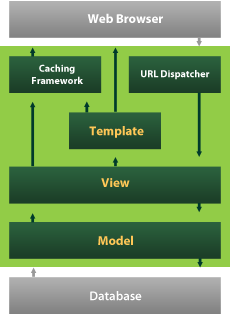 Web Browser
Caching
Framework
URL Dispatcher
Template
View
Model
Database